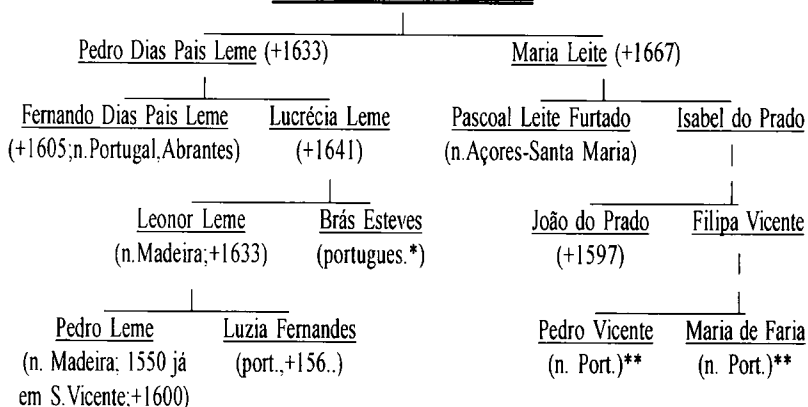 Pedro Dias Pais Leme (+1633) Maria Leite (+1667)
Fernando Dias Pais Leme Lucrécia Leme Pascoal Leite Furtado Isabel do Prado
(+1605;n.Portugal,Abrantes) (+1641) (n.Açores-Santa Maria)
Leonor Leme Brás Esteves João do Prado Filipa Vicente
(n.Madeira;+1633) (portugues.*) (+1597)
Pedro Leme Luzia Fernandes Pedro Vicente Maria de Faria
(n. Madeira; 1550 já (port.,+156..) (n. Port.)** (n. Port.)**
em S.Vicente;+1600)